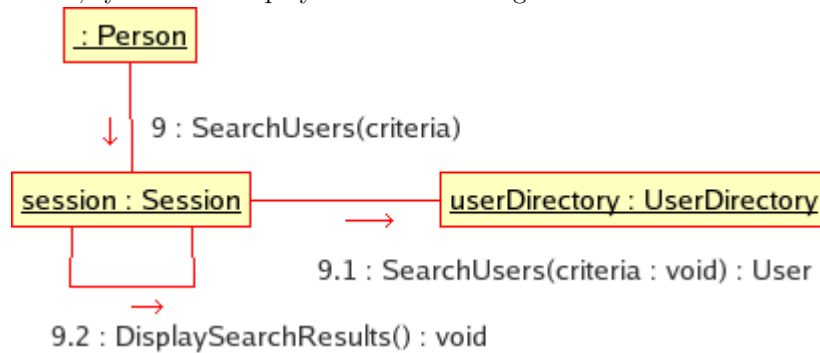 : Person
9 : SearchUsers(criteria)
session : Session
userDirectory : UserDirectory
9.1 : SearchUsers(criteria : void) : User
9.2 : DisplaySearchResults() : void